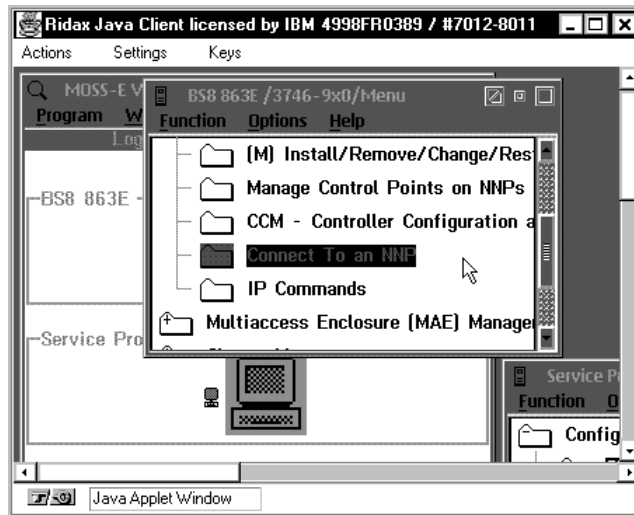 Ridax Java Client licensed by IBM 4998FR0389 / #7012-8011
Actions Settings Keys
MOSS-E V
Program W
Log
BS8 863E -
Service Pro
BS8 863E /3746-9x0/Menu
Function Options Help
(M) Install/Remove/Change/Res
Manage Control Points on NNPs
CCM - Controller Configuration a
Connect To an NNP
IP Commands
Multiaccess Enclosure (MAE) Manage
Service P
Function O
Config
Java Applet Window